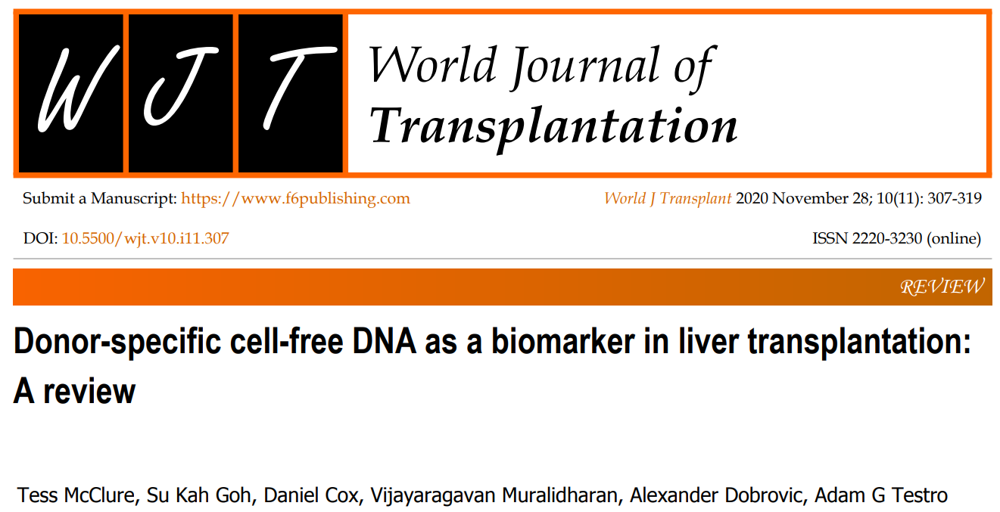 W J T
World Journal of
Transplantation
Submit a Manuscript: https://www.f6publishing.com
World J Transplant 2020 November 28; 10(11): 307-319
DOI: 10.5500/wjt.v10.i11.307
ISSN 2220-3230 (online)
REVIEW
Donor-specific cell-free DNA as a biomarker in liver transplantation:
A review
Tess McClure, Su Kah Goh, Daniel Cox, Vijayaragavan Muralidharan, Alexander Dobrovic, Adam G Testro